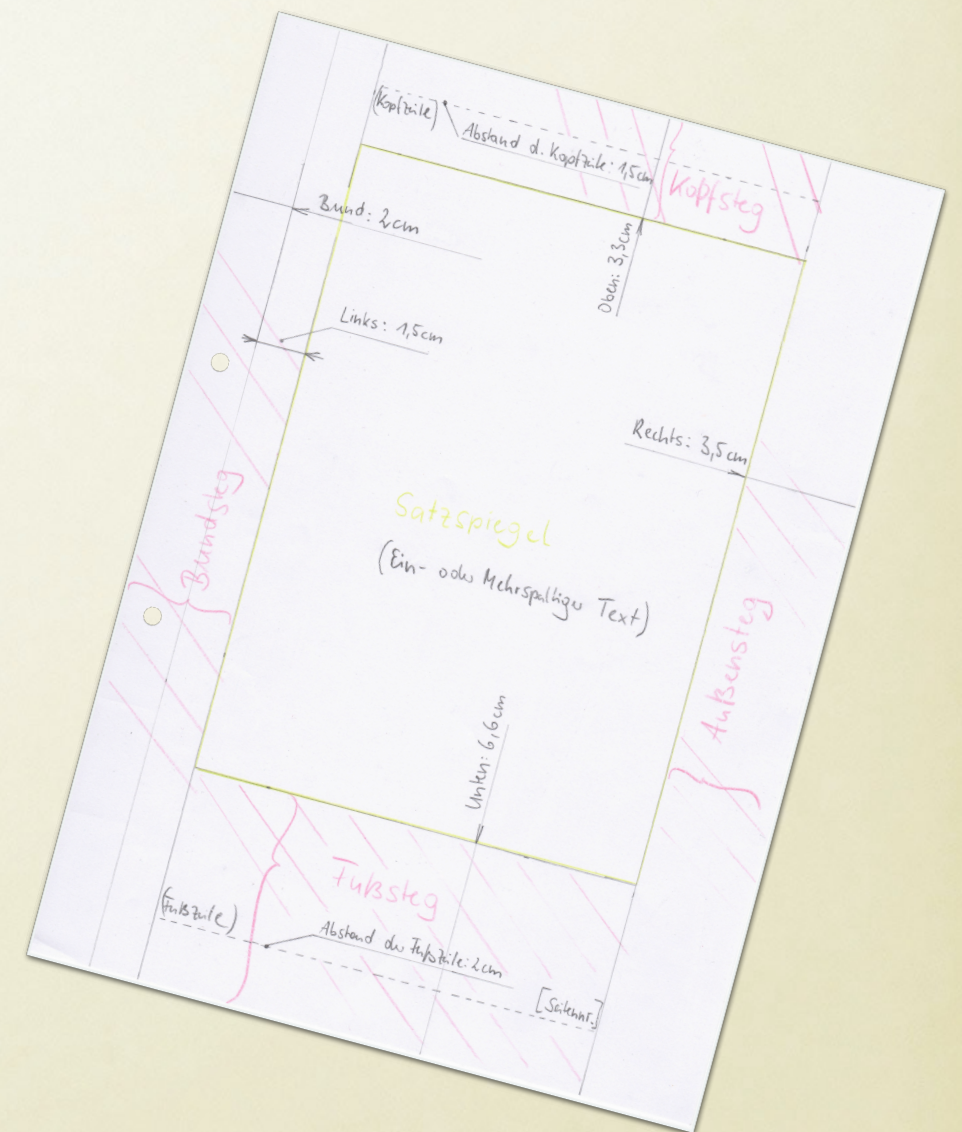 (Kopfzeile)
Abstand d. Kopfzeile: 1,5cm
Kopfsteg
Bund: 2cm
Oben: 3,3cm
Links: 1,5cm
Rechts: 3,5cm
Bundsteg
Satzspiegel
(Ein- oder Mehrspaltiger Text)
Außensteg
Unten: 6,6cm
Fußsteg
(Fußzeile)
Abstand der Fußzeile: 2cm
[Seitennr.]